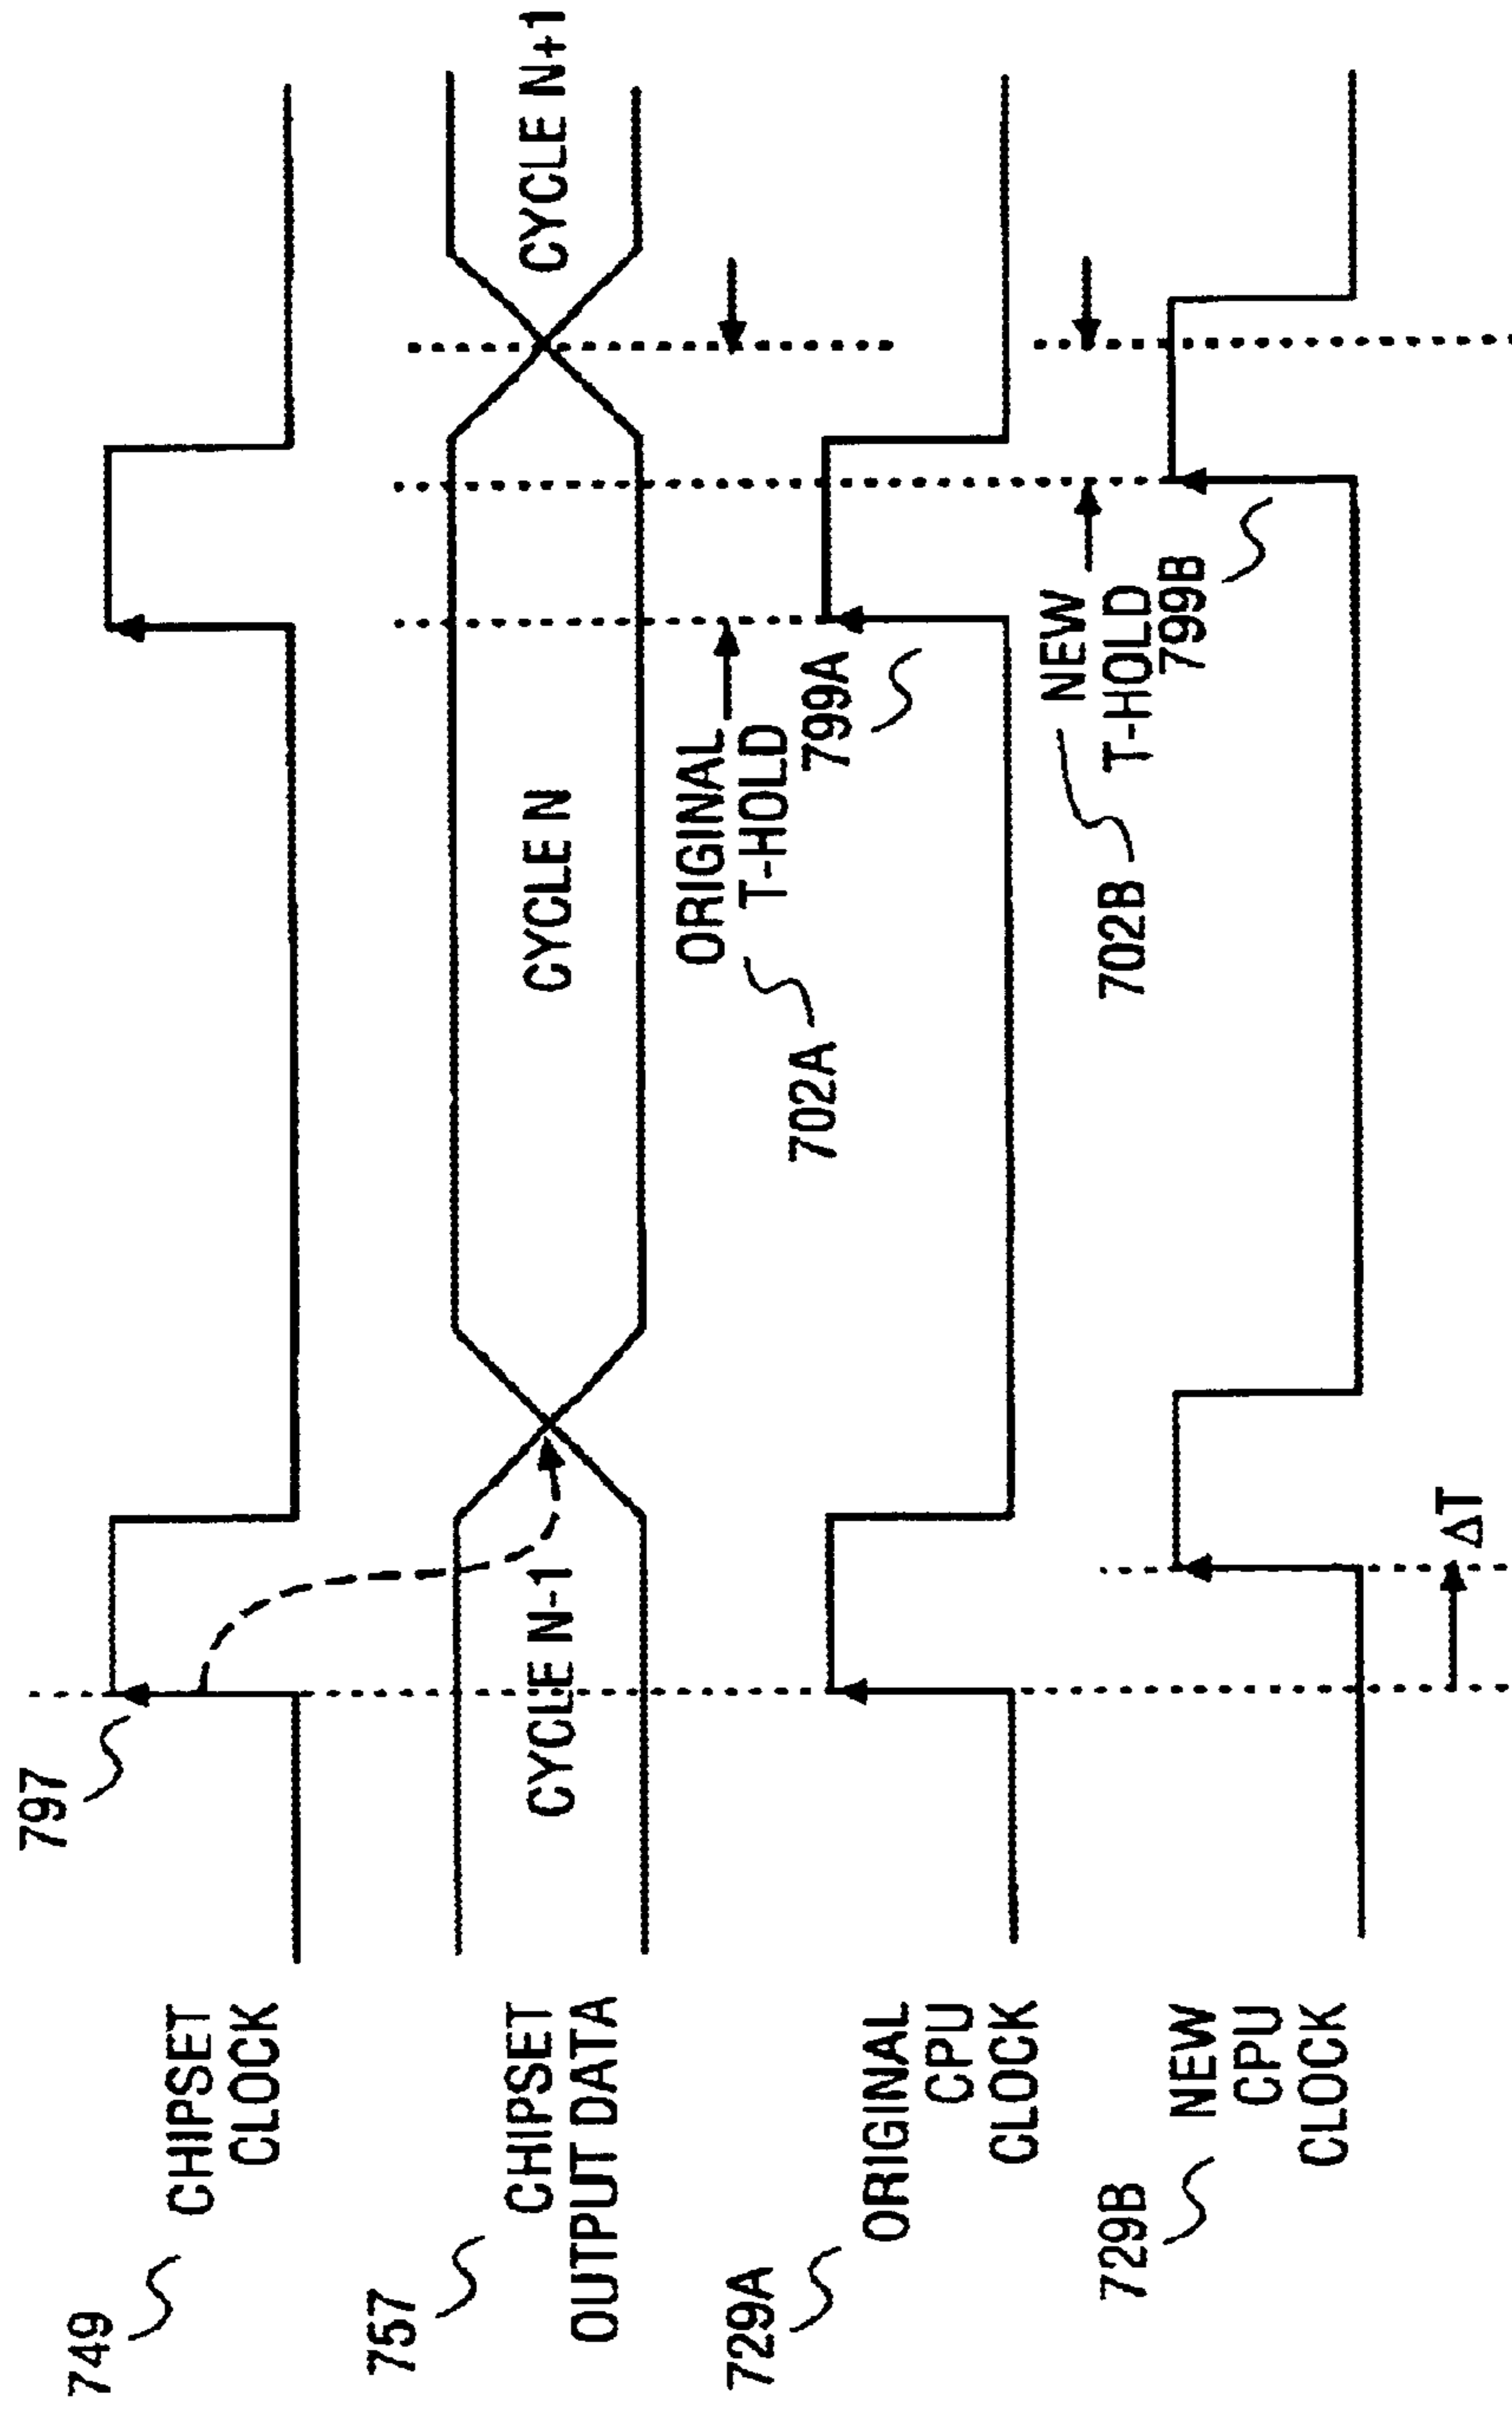 797
749
CHIPSET
CLOCK
757
CHIPSET
OUTPUT DATA
CYCLE N-1
CYCLE N
CYCLE N+1
ORIGINAL
T-HOLD
702A
799A
729A
ORIGINAL
CPU
CLOCK
NEW
T-HOLD
702B
799B
729B
NEW
CPU
CLOCK
ΔT